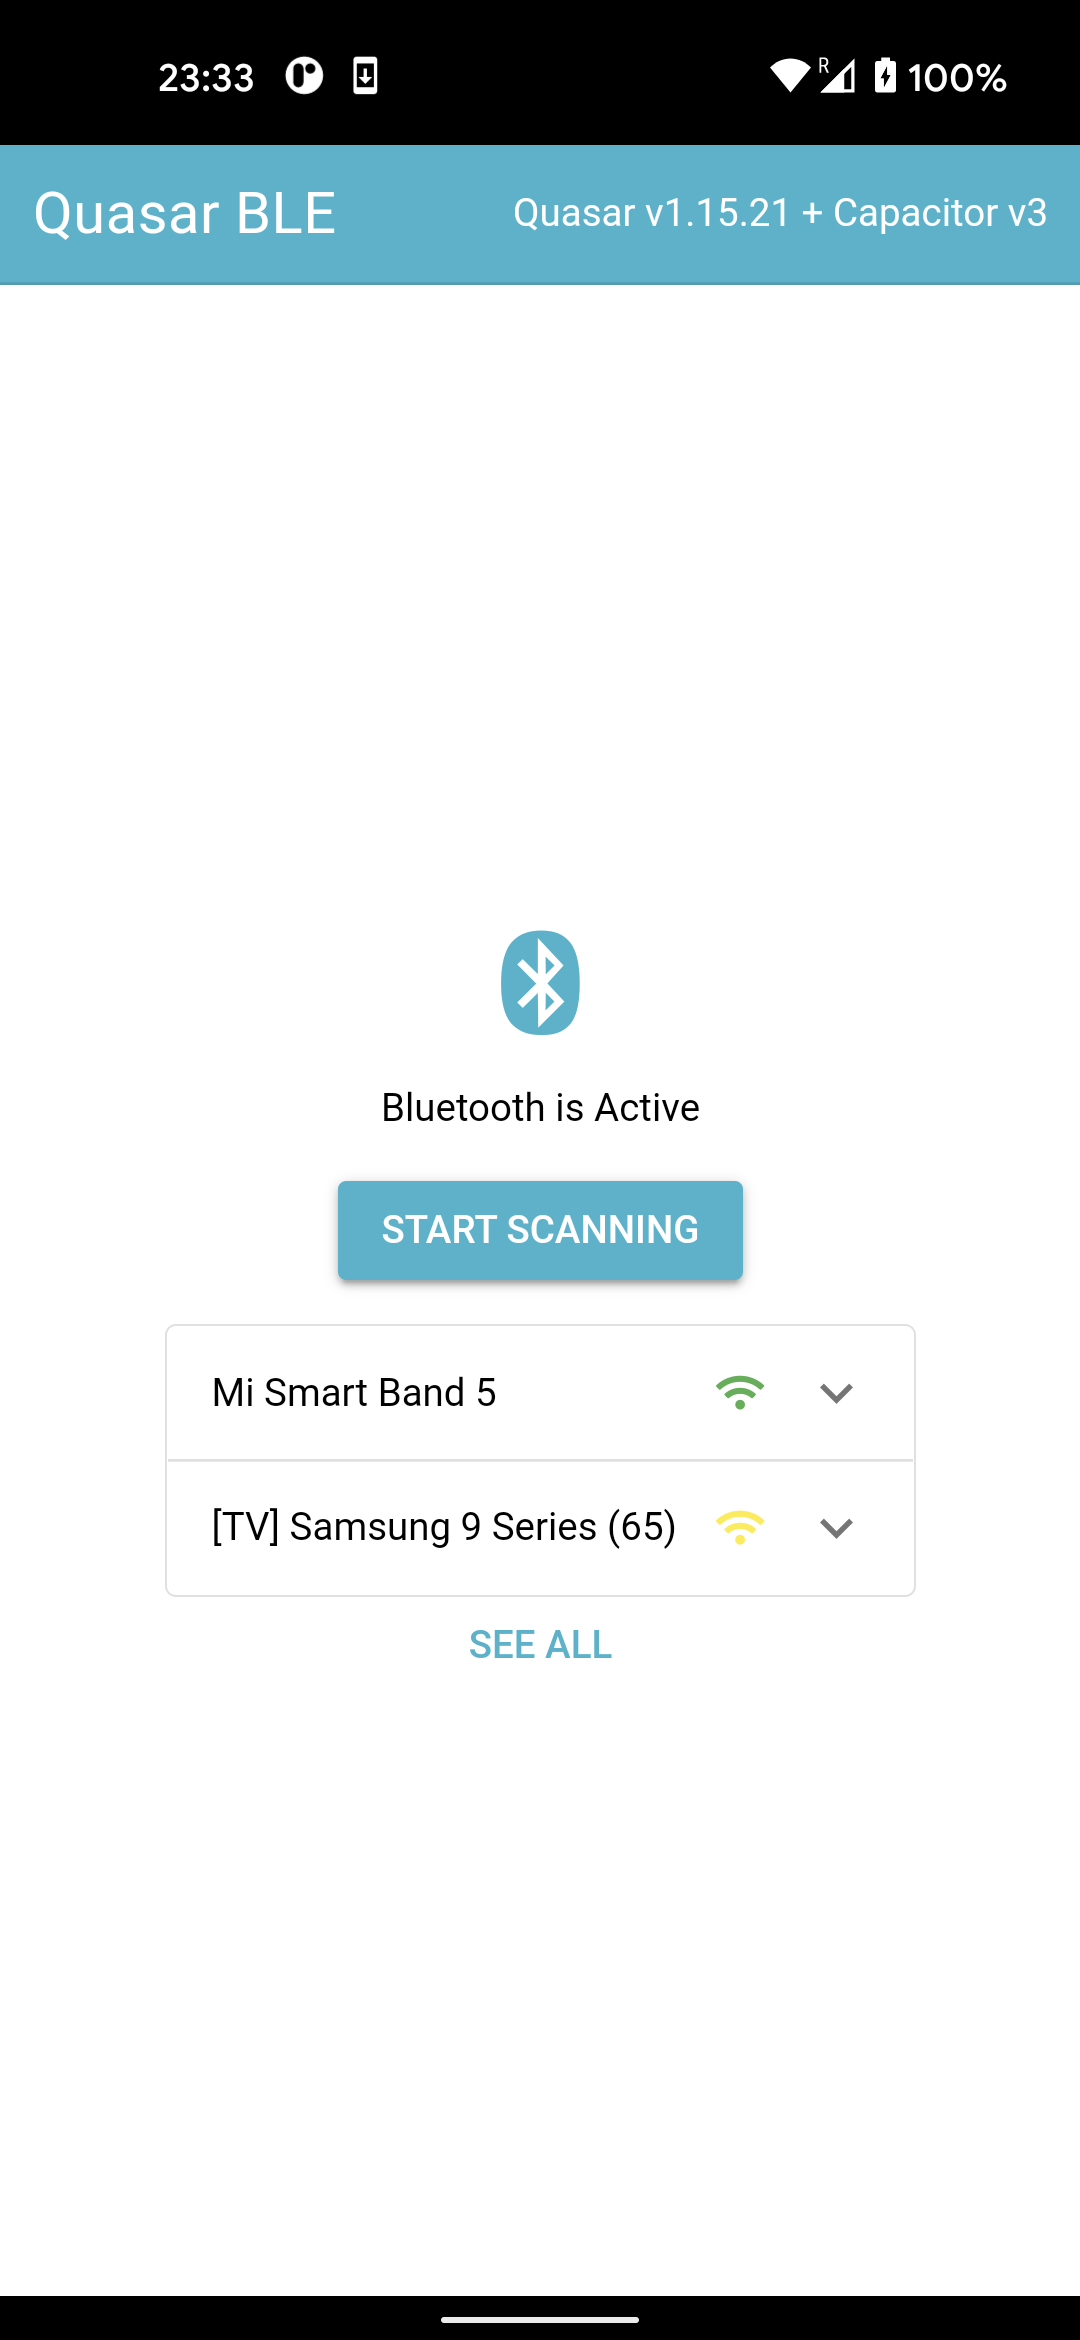 23:33
R
100%
Quasar BLE
Quasar v1.15.21 + Capacitor v3
Bluetooth is Active
START SCANNING
Mi Smart Band 5
[TV] Samsung 9 Series (65)
SEE ALL